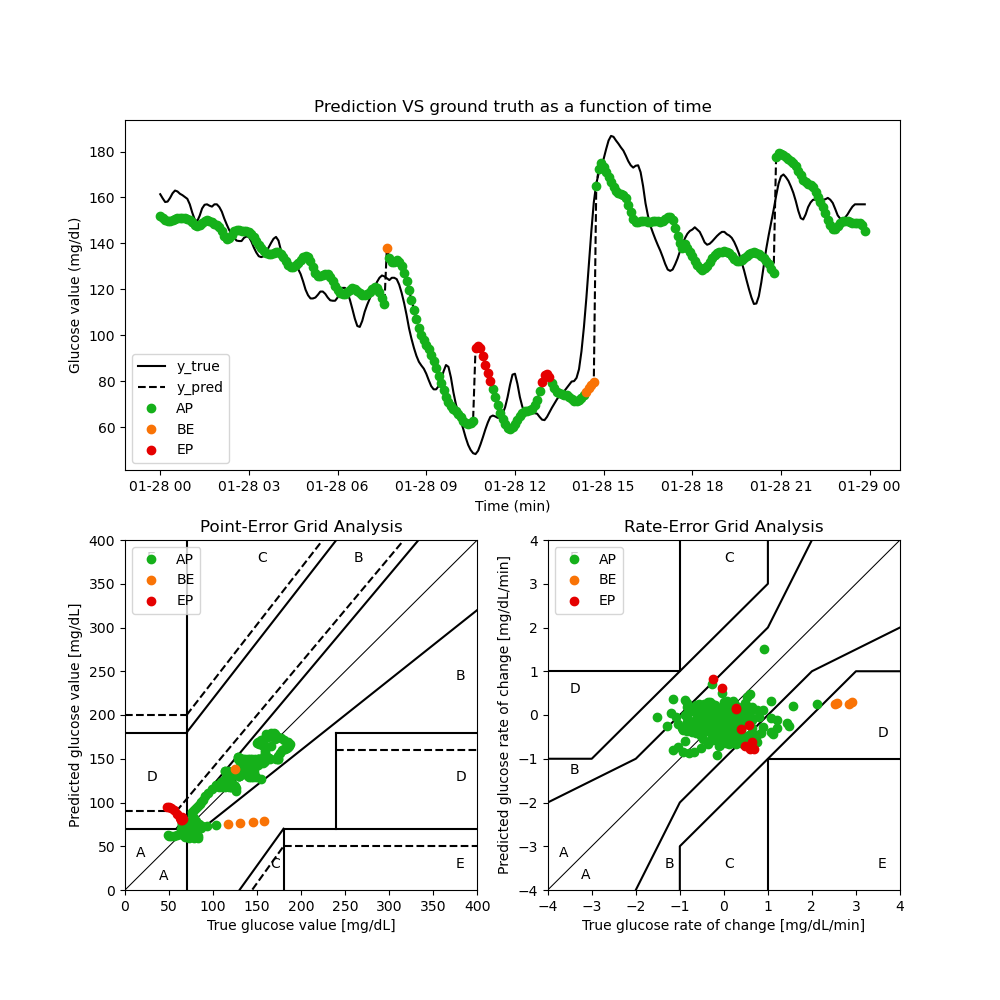 Prediction VS ground truth as a function of time
Glucose value (mg/dL)
180
160
140
120
100
80
60
y_true
y_pred
AP
BE
EP
01-28 00 01-28 03 01-28 06 01-28 09 01-28 12 01-28 15 01-28 18 01-28 21 01-29 00
Time (min)
Point-Error Grid Analysis
Predicted glucose value [mg/dL]
400
350
300
250
200
150
100
50
0
AP
BE
EP
C
B
B
D
D
A
A
C
E
0 50 100 150 200 250 300 350 400
True glucose value [mg/dL]
Rate-Error Grid Analysis
Predicted glucose rate of change [mg/dL/min]
4
3
2
1
0
−1
−2
−3
−4
AP
BE
EP
C
D
D
B
A
A
B
C
E
−4 −3 −2 −1 0 1 2 3 4
True glucose rate of change [mg/dL/min]